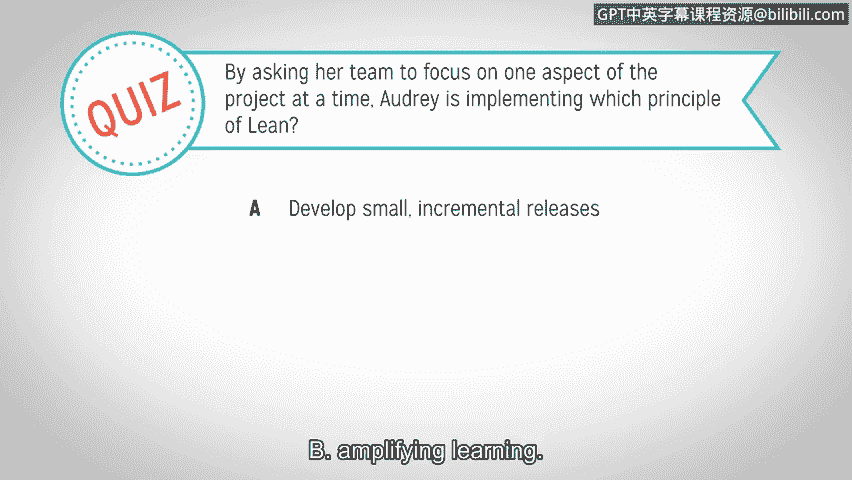 GPT中英字幕课程资源@bilibili.com
QUIZ
By asking her team to focus on one aspect of the
project at a time, Audrey is implementing which principle
of Lean?
A Develop small, incremental releases
B. amplifying learning.